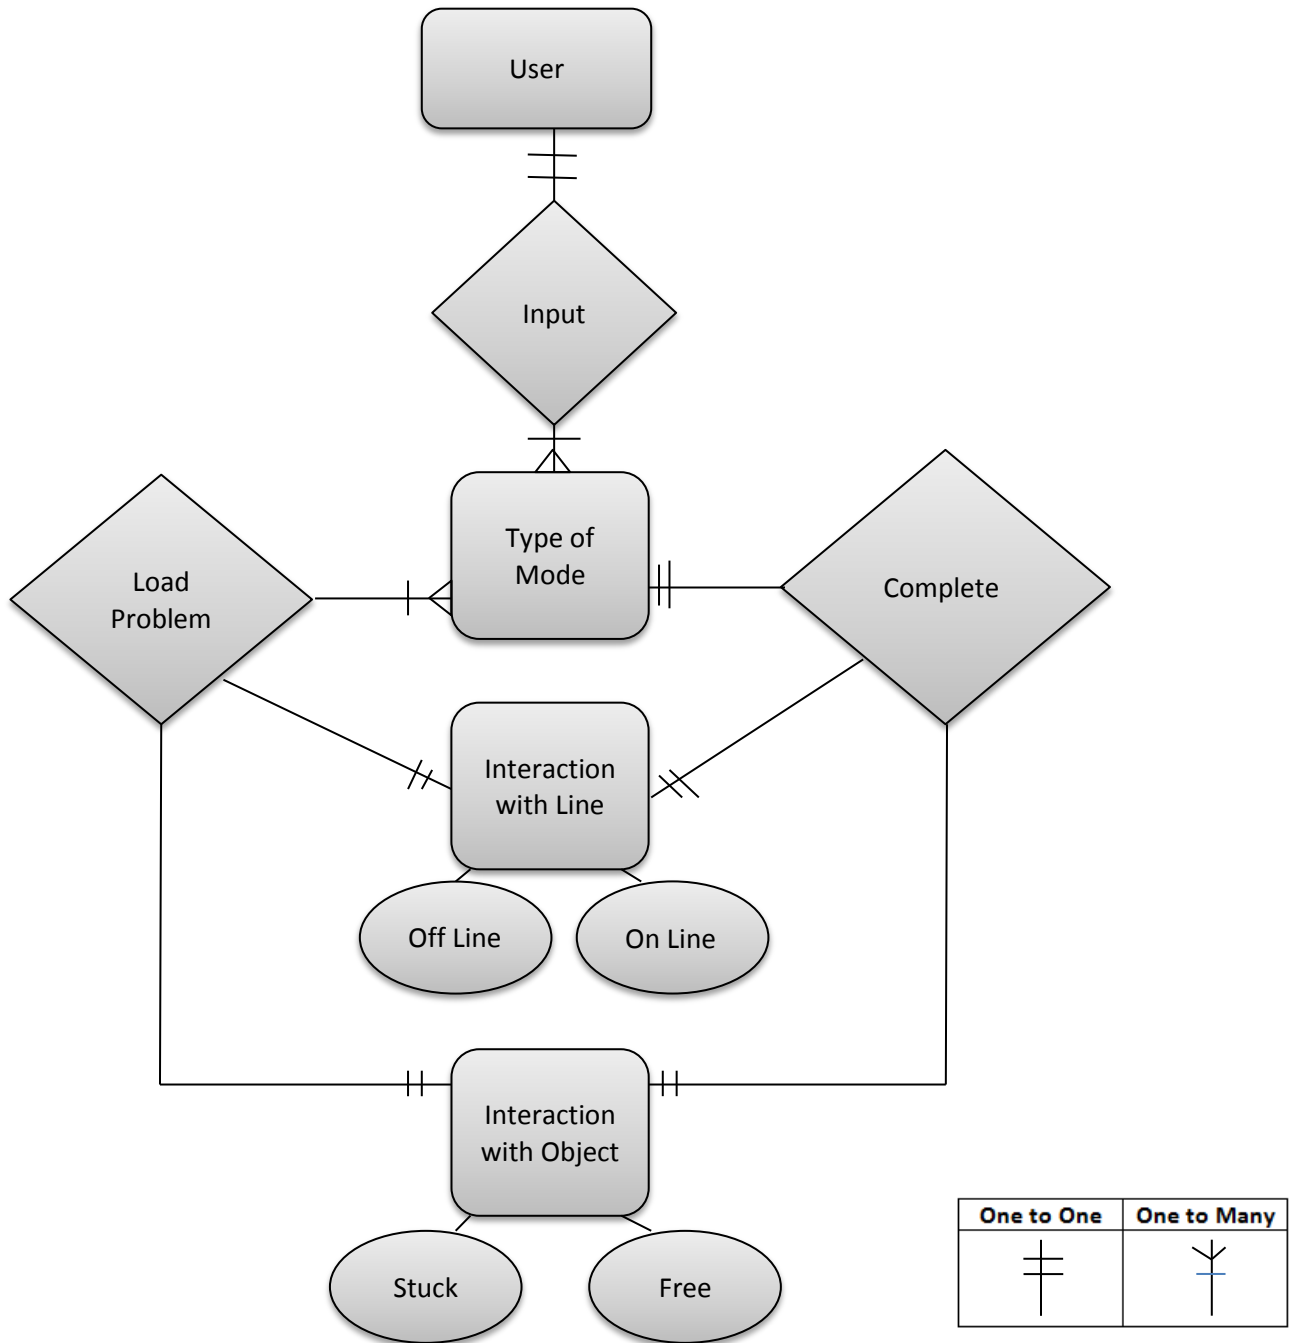 User
Input
Type of
Mode
Load
Problem
Complete
Interaction
with Line
Off Line
On Line
Interaction
with Object
Stuck
Free
One to One
One to Many